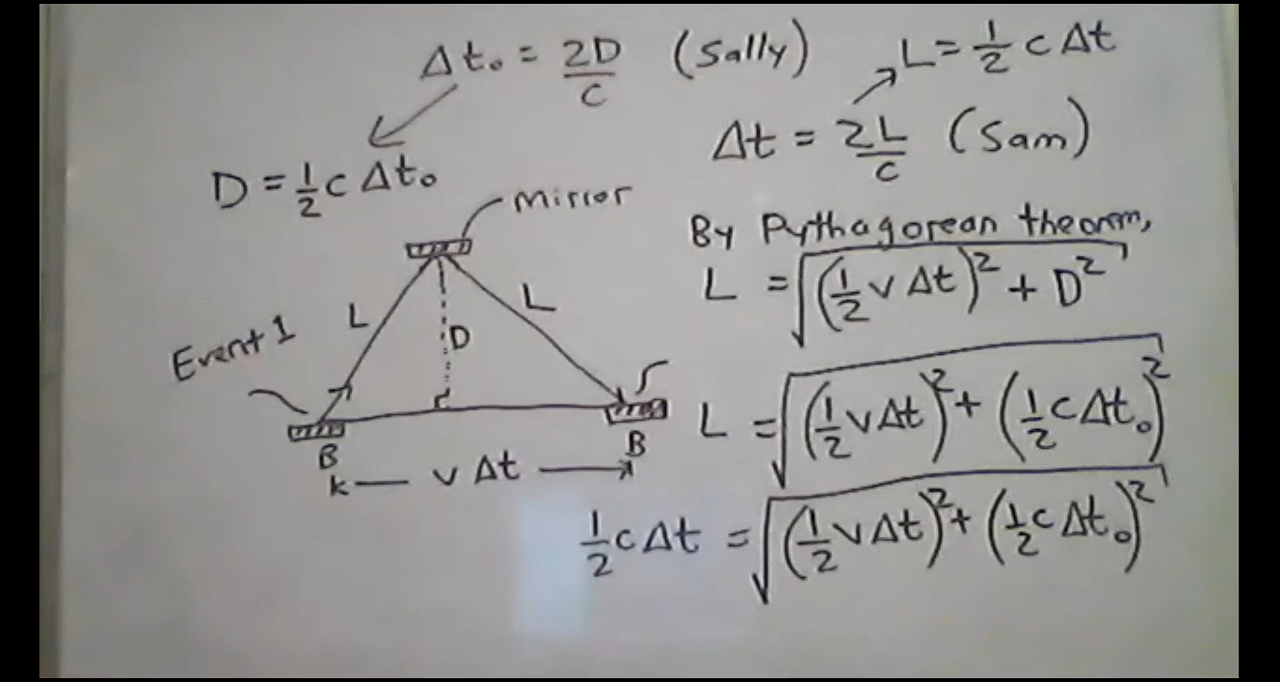 Δt₀ = 2D/c (Sally)
L = 1/2 c Δt
Δt = 2L/c (Sam)
D = 1/2 c Δt₀
Mirror
By Pythagorean theorm,
L = √((1/2 v Δt)² + D²)
L
L
D
Event 1
L = √((1/2 v Δt)² + (1/2 c Δt₀)²)
B
B
v Δt
1/2 c Δt = √((1/2 v Δt)² + (1/2 c Δt₀)²)